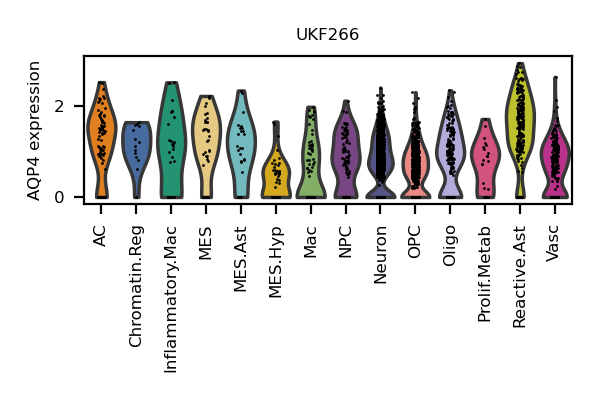 UKF266
AQP4 expression
2
0
AC
Chromatin.Reg
Inflammatory.Mac
MES
MES.Ast
MES.Hyp
Mac
NPC
Neuron
OPC
Oligo
Prolif.Metab
Reactive.Ast
Vasc